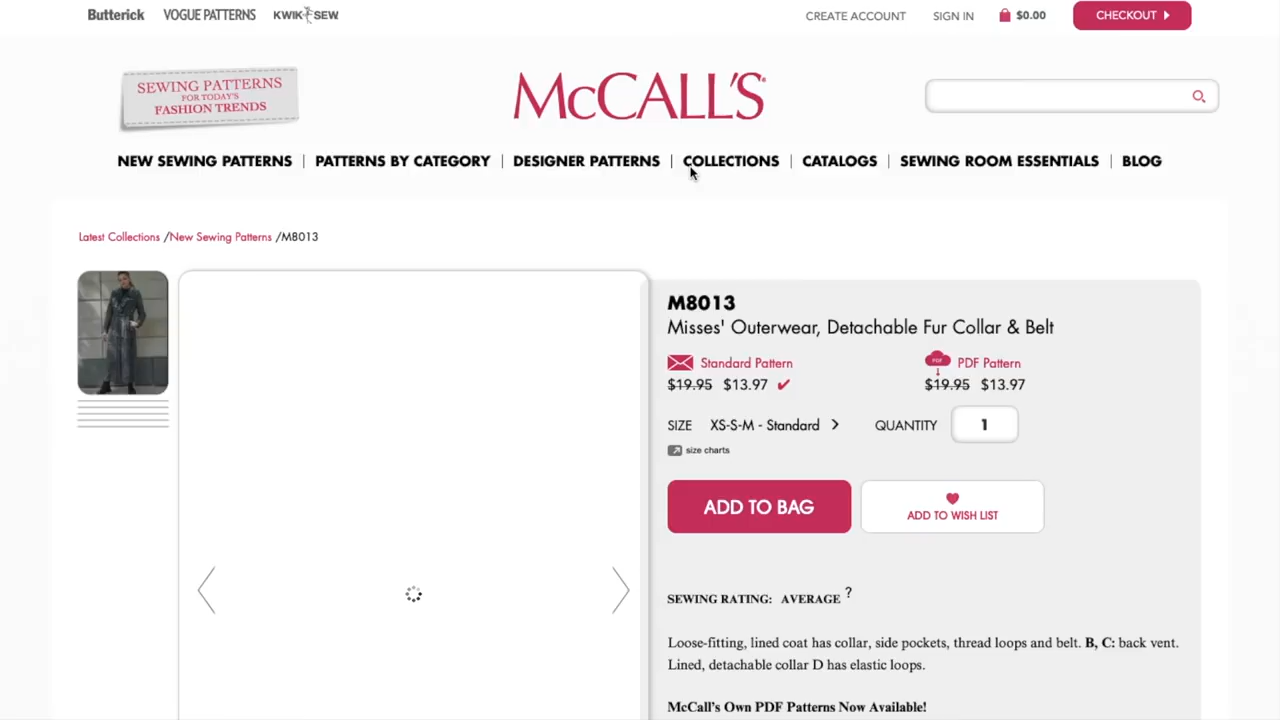 Butterick VOGUE PATTERNS KWIK SEW CREATE ACCOUNT SIGN IN $0.00 CHECKOUT
SEWING PATTERNS
FOR TODAY'S
FASHION TRENDS
McCALL'S
NEW SEWING PATTERNS | PATTERNS BY CATEGORY | DESIGNER PATTERNS | COLLECTIONS | CATALOGS | SEWING ROOM ESSENTIALS | BLOG
Latest Collections /New Sewing Patterns /M8013
M8013
Misses' Outerwear, Detachable Fur Collar & Belt
Standard Pattern PDF PDF Pattern
$19.95 $13.97 ✓ $19.95 $13.97
SIZE XS-S-M - Standard > QUANTITY 1
size charts
ADD TO BAG ADD TO WISH LIST
SEWING RATING: AVERAGE ?
Loose-fitting, lined coat has collar, side pockets, thread loops and belt. B, C: back vent.
Lined, detachable collar D has elastic loops.
McCall's Own PDF Patterns Now Available!